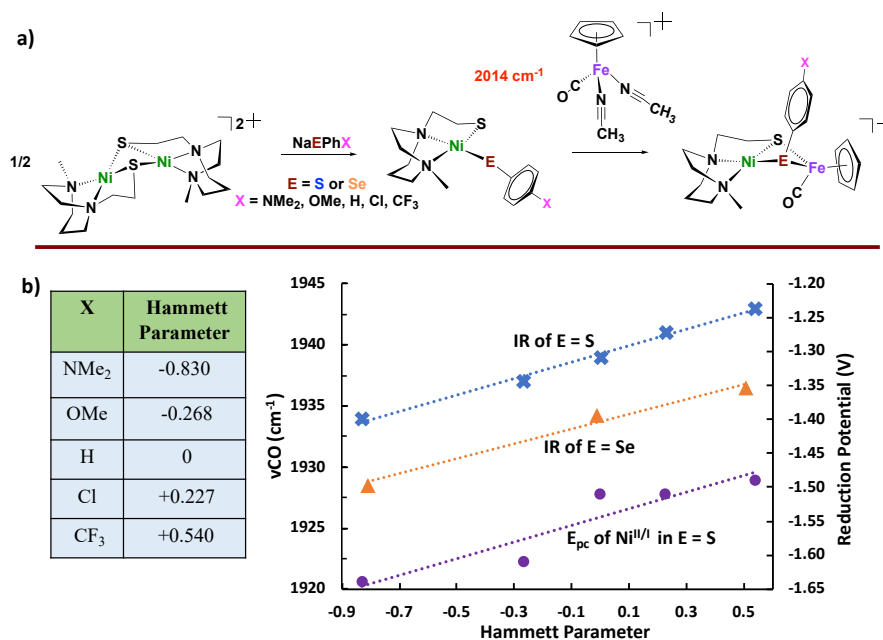 a)
1/2
]2+
S
Ni
S
Ni
N
N
N
N
NaEPhX
E = S or Se
X = NMe₂, OMe, H, Cl, CF₃
S
N
Ni
N
E
X
2014 cm⁻¹
]+
Fe
OC
N
N
C
C
CH₃
CH₃
]+
X
S
N
Ni
E
Fe
N
OC
b)
X Hammett Parameter
NMe₂ -0.830
OMe -0.268
H 0
Cl +0.227
CF₃ +0.540
νCO (cm⁻¹)
1945
1940
1935
1930
1925
1920
IR of E = S
IR of E = Se
Epc of Niᴵᴵ/ᴵ in E = S
-0.9 -0.7 -0.5 -0.3 -0.1 0.1 0.3 0.5
Hammett Parameter
-1.20
-1.25
-1.30
-1.35
-1.40
-1.45
-1.50
-1.55
-1.60
-1.65
Reduction Potential (V)